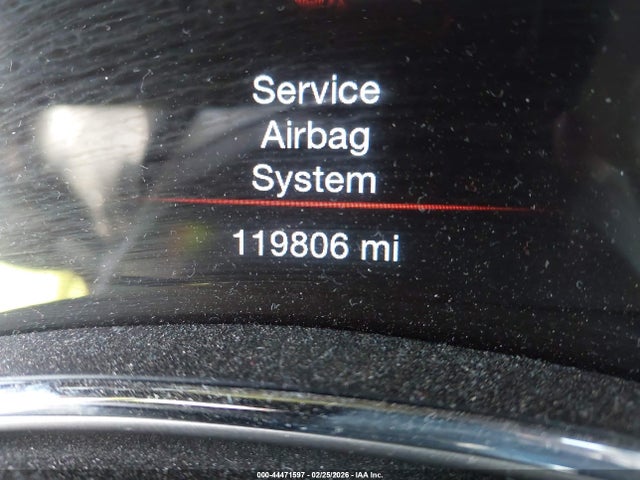 Service
Airbag
System
119806 mi
000-44471597 - 02/25/2026 - IAA Inc.